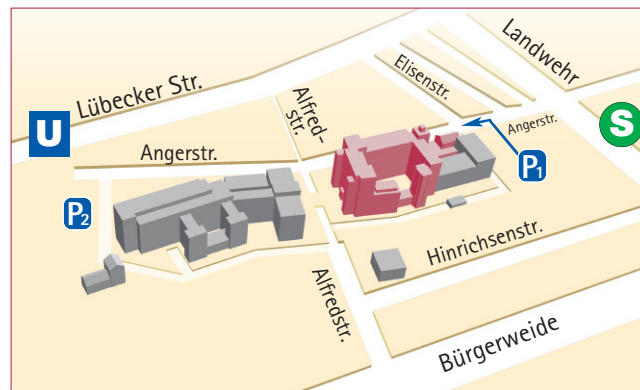 Landwehr
Elisenstr.
Lübecker Str.
Alfred-
str.
U
S
Angerstr.
Angerstr.
P1
P2
Hinrichsenstr.
Alfredstr.
Bürgerweide